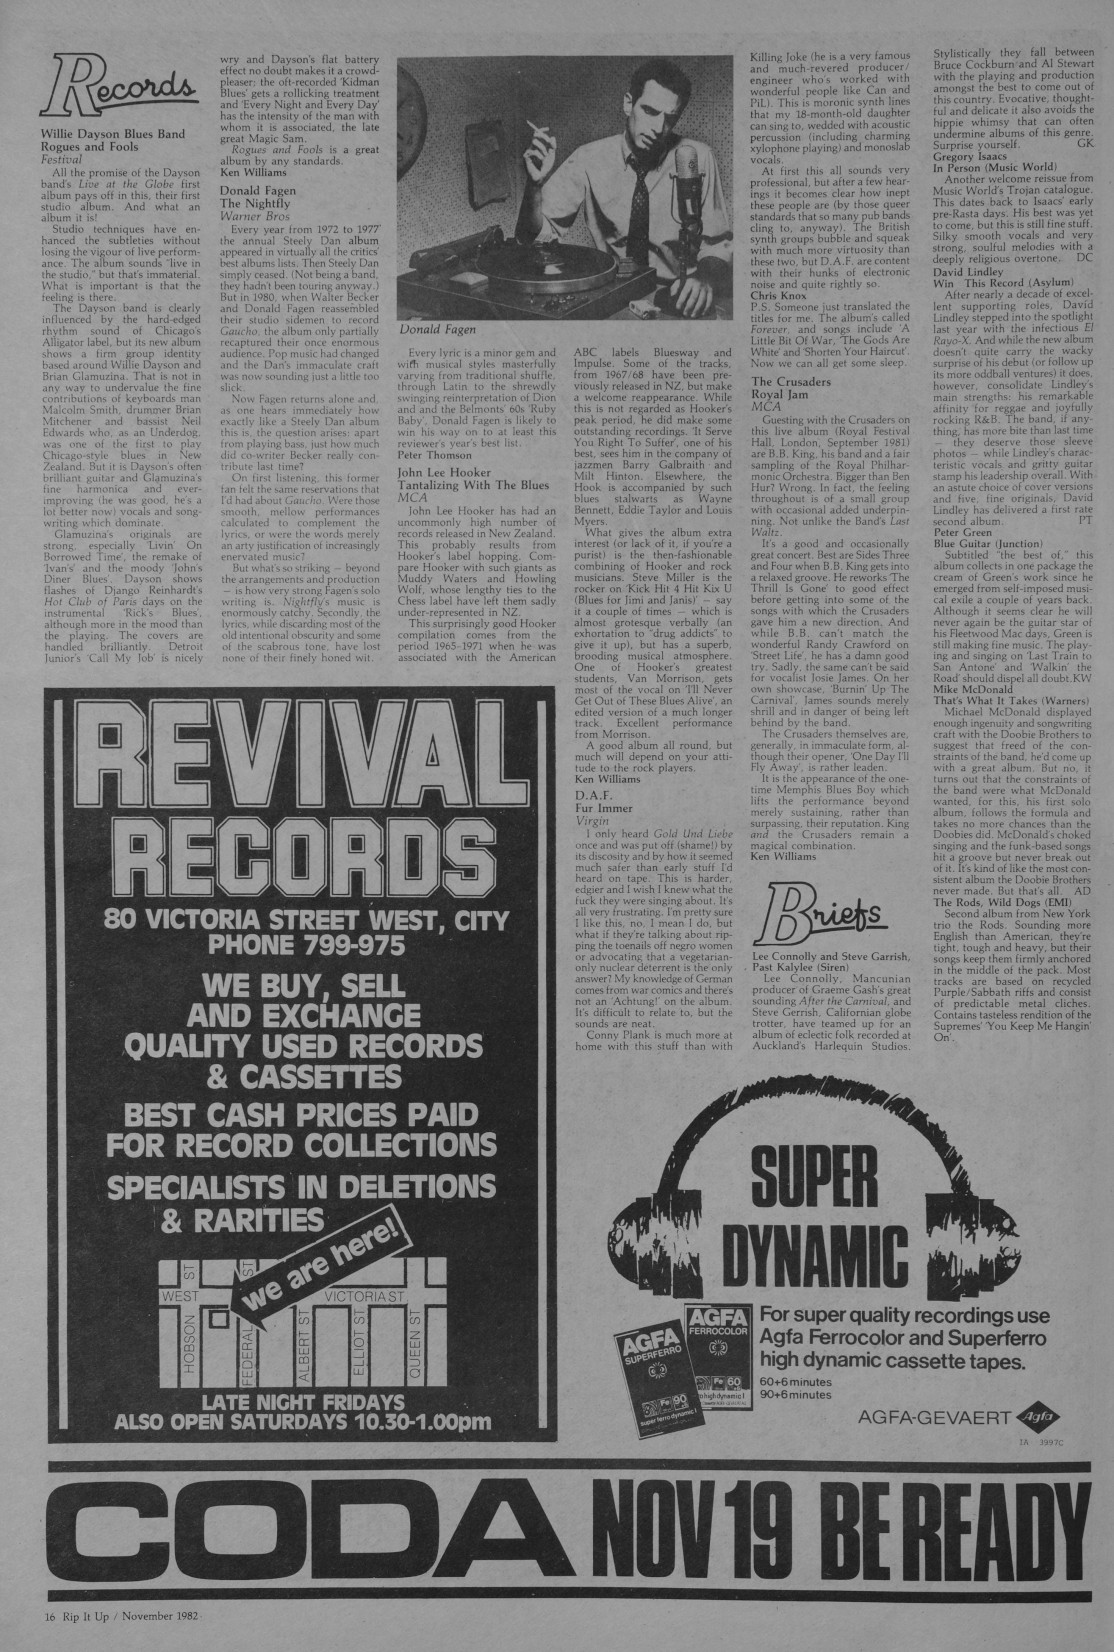 Records
Willie Dayson Blues Band
Rogues and Fools
Festival
All the promise of the Dayson
band's Live at the Globe first
album pays off in this, their first
studio album. And what an
album it is!
Studio techniques have en-
hanced the subtleties without
losing the vigour of live perform-
ance. The album sounds "live in
the studio," but that's immaterial.
What is important is that the
feeling is there.
The Dayson band is clearly
influenced by the hard-edged
rhythm sound of Chicago's
Alligator label, but its new album
shows a firm group identity
based around Willie Dayson and
Brian Glamuzina. That is not in
any way to undervalue the fine
contributions of keyboards man
Malcolm Smith, drummer Brian
Mitchener and bassist Neil
Edwards who, as an Underdog,
was one of the first to play
Chicago-style blues in New
Zealand. But it is Dayson's often
brilliant guitar and Glamuzina's
fine harmonica and ever-
improving (he was good, he's a
lot better now) vocals and song-
writing which dominate.
Glamuzina's originals are
strong, especially 'Livin' On
Borrowed Time', the remake of
'Ivan's' and the moody 'John's
Diner Blues'. Dayson shows
flashes of Django Reinhardt's
Hot Club of Paris days on the
instrumental 'Rick's Blues',
although more in the mood than
the playing. The covers are
handled brilliantly. Detroit
Junior's 'Call My Job' is nicely
wry and Dayson's flat battery
effect no doubt makes it a crowd-
pleaser; the oft-recorded 'Kidman
Blues' gets a rollicking treatment
and 'Every Night and Every Day'
has the intensity of the man with
whom it is associated, the late
great Magic Sam.
Rogues and Fools is a great
album by any standards.
Ken Williams
Donald Fagen
The Nightfly
Warner Bros
Every year from 1972 to 1977
the annual Steely Dan album
appeared in virtually all the critics'
best albums lists. Then Steely Dan
simply ceased. (Not being a band,
they hadn't been touring anyway.)
But in 1980, when Walter Becker
and Donald Fagen reassembled
their studio sidemen to record
Gaucho, the album only partially
recaptured their once enormous
audience. Pop music had changed
and the Dan's immaculate craft
was now sounding just a little too
slick.
Now Fagen returns alone and,
as one hears immediately how
exactly like a Steely Dan album
this is, the question arises: apart
from playing bass, just how much
did co-writer Becker really con-
tribute last time?
On first listening, this former
fan felt the same reservations that
I'd had about Gaucho. Were those
smooth, mellow performances
calculated to complement the
lyrics, or were the words merely
an arty justification of increasingly
enervated music?
But what's so striking — beyond
the arrangements and production
— is how very strong Fagen's solo
writing is. Nightfly's music is
enormously catchy. Secondly, the
lyrics, while discarding most of the
old intentional obscurity and some
of the scabrous tone, have lost
none of their finely honed wit.
Donald Fagen
Every lyric is a minor gem and
with musical styles masterfully
varying from traditional shuffle,
through Latin to the shrewdly
swinging reinterpretation of Dion
and and the Belmonts' 60s 'Ruby
Baby', Donald Fagen is likely to
win his way on to at least this
reviewer's year's best list.
Peter Thomson
John Lee Hooker
Tantalizing With The Blues
MCA
John Lee Hooker has had an
uncommonly high number of
records released in New Zealand.
This probably results from
Hooker's label hopping. Com-
pare Hooker with such giants as
Muddy Waters and Howling
Wolf, whose lengthy ties to the
Chess label have left them sadly
under-represented in NZ.
This surprisingly good Hooker
compilation comes from the
period 1965-1971 when he was
associated with the American
ABC labels Bluesway and
Impulse. Some of the tracks,
from 1967/68 have been pre-
viously released in NZ, but make
a welcome reappearance. While
this is not regarded as Hooker's
peak period, he did make some
outstanding recordings. 'It Serve
You Right To Suffer', one of his
best, sees him in the company of
jazzmen Barry Galbraith and
Milt Hinton. Elsewhere, the
Hook is accompanied by such
blues stalwarts as Wayne
Bennett, Eddie Taylor and Louis
Myers.
What gives the album extra
interest (or lack of it, if you're a
purist) is the then-fashionable
combining of Hooker and rock
musicians. Steve Miller is the
rocker on 'Kick Hit 4 Hit Kix U
(Blues for Jimi and Janis)' — say
it a couple of times — which is
almost grotesque verbally (an
exhortation to "drug addicts" to
give it up), but has a superb,
brooding musical atmosphere.
One of Hooker's greatest
students, Van Morrison, gets
most of the vocal on 'I'll Never
Get Out of These Blues Alive', an
edited version of a much longer
track. Excellent performance
from Morrison.
A good album all round, but
much will depend on your atti-
tude to the rock players.
Ken Williams
D.A.F.
Fur Immer
Virgin
I only heard Gold Und Liebe
once and was put off (shame!) by
its discosity and by how it seemed
much safer than early stuff I'd
heard on tape. This is harder,
edgier and I wish I knew what the
fuck they were singing about. It's
all very frustrating. I'm pretty sure
I like this, no, I mean I do, but
what if they're talking about rip-
ping the toenails off negro women
or advocating that a vegetarian-
only nuclear deterrent is the only
answer? My knowledge of German
comes from war comics and there's
not an 'Achtung!' on the album.
It's difficult to relate to, but the
sounds are neat.
Conny Plank is much more at
home with this stuff than with
Killing Joke (he is a very famous
and much-revered producer/
engineer who's worked with
wonderful people like Can and
PiL). This is moronic synth lines
that my 18-month-old daughter
can sing to, wedded with acoustic
percussion (including charming
xylophone playing) and monoslab
vocals.
At first this all sounds very
professional, but after a few hear-
ings it becomes clear how inept
these people are (by those queer
standards that so many pub bands
cling to, anyway). The British
synth groups bubble and squeak
with much more virtuosity than
these two, but D.A.F. are content
with their hunks of electronic
noise and quite rightly so.
Chris Knox
P.S. Someone just translated the
titles for me. The album's called
Forever, and songs include 'A
Little Bit Of War, 'The Gods Are
White' and 'Shorten Your Haircut'.
Now we can all get some sleep.
The Crusaders
Royal Jam
MCA
Guesting with the Crusaders on
this live album (Royal Festival
Hall, London, September 1981)
are B.B. King, his band and a fair
sampling of the Royal Philhar-
monic Orchestra. Bigger than Ben
Hur? Wrong. In fact, the feeling
throughout is of a small group
with occasional added underpin-
ning. Not unlike the Band's Last
Waltz.
It's a good and occasionally
great concert. Best are Sides Three
and Four when B.B. King gets into
a relaxed groove. He reworks 'The
Thrill Is Gone' to good effect
before getting into some of the
songs with which the Crusaders
gave him a new direction. And
while B.B. can't match the
wonderful Randy Crawford on
'Street Life', he has a damn good
try. Sadly, the same can't be said
for vocalist Josie James. On her
own showcase, 'Burnin' Up The
Carnival', James sounds merely
shrill and in danger of being left
behind by the band.
The Crusaders themselves are,
generally, in immaculate form, al-
though their opener, 'One Day I'll
Fly Away', is rather leaden.
It is the appearance of the one-
time Memphis Blues Boy which
lifts the performance beyond
merely sustaining, rather than
surpassing, their reputation. King
and the Crusaders remain a
magical combination.
Ken Williams
Briefs
Lee Connolly and Steve Garrish,
Past Kalylee (Siren)
Lee Connolly, Mancunian
producer of Graeme Gash's great
sounding After the Carnival, and
Steve Gerrish, Californian globe
trotter, have teamed up for an
album of eclectic folk recorded at
Auckland's Harlequin Studios.
Stylistically they fall between
Bruce Cockburn and Al Stewart
with the playing and production
amongst the best to come out of
this country. Evocative, thought-
ful and delicate it also avoids the
hippie whimsy that can often
undermine albums of this genre.
Surprise yourself. GK
Gregory Isaacs
In Person (Music World)
Another welcome reissue from
Music World's Trojan catalogue.
This dates back to Isaacs' early
pre-Rasta days. His best was yet
to come, but this is still fine stuff.
Silky smooth vocals and very
strong, soulful melodies with a
deeply religious overtone. DC
David Lindley
Win This Record (Asylum)
After nearly a decade of excel-
lent supporting roles, David
Lindley stepped into the spotlight
last year with the infectious El
Rayo-X. And while the new album
doesn't quite carry the wacky
surprise of his debut (or follow up
its more oddball ventures) it does,
however, consolidate Lindley's
main strengths: his remarkable
affinity for reggae and joyfully
rocking R&B. The band, if any-
thing, has more bite than last time
— they deserve those sleeve
photos — while Lindley's charac-
teristic vocals and gritty guitar
stamp his leadership overall. With
an astute choice of cover versions
and five, fine originals, David
Lindley has delivered a first rate
second album. PT
Peter Green
Blue Guitar (Junction)
Subtitled "the best of," this
album collects in one package the
cream of Green's work since he
emerged from self-imposed musi-
cal exile a couple of years back.
Although it seems clear he will
never again be the guitar star of
his Fleetwood Mac days, Green is
still making fine music. The play-
ing and singing on 'Last Train to
San Antone' and 'Walkin' the
Road' should dispel all doubt. KW
Mike McDonald
That's What It Takes (Warners)
Michael McDonald displayed
enough ingenuity and songwriting
craft with the Doobie Brothers to
suggest that freed of the con-
straints of the band, he'd come up
with a great album. But no, it
turns out that the constraints of
the band were what McDonald
wanted, for this, his first solo
album, follows the formula and
takes no more chances than the
Doobies did. McDonald's choked
singing and the funk-based songs
hit a groove but never break out
of it. It's kind of like the most con-
sistent album the Doobie Brothers
never made. But that's all. AD
The Rods, Wild Dogs (EMI)
Second album from New York
trio the Rods. Sounding more
English than American, they're
tight, tough and heavy, but their
songs keep them firmly anchored
in the middle of the pack. Most
tracks are based on recycled
Purple/Sabbath riffs and consist
of predictable metal cliches.
Contains tasteless rendition of the
Supremes' 'You Keep Me Hangin'
On'.
REVIVAL
RECORDS
80 VICTORIA STREET WEST, CITY
PHONE 799-975
WE BUY, SELL
AND EXCHANGE
QUALITY USED RECORDS
& CASSETTES
BEST CASH PRICES PAID
FOR RECORD COLLECTIONS
SPECIALISTS IN DELETIONS
& RARITIES
we are here!
ST
ST
WEST
VICTORIA ST
HOBSON
FEDERAL
ALBERT ST
ELLIOT ST
QUEEN ST
LATE NIGHT FRIDAYS
ALSO OPEN SATURDAYS 10.30-1.00pm
SUPER
DYNAMIC
AGFA
SUPERFERRO
Fe 90
super ferro dynamic
AGFA
FERROCOLOR
Fe 60
high dynamic
For super quality recordings use
Agfa Ferrocolor and Superferro
high dynamic cassette tapes.
60+6 minutes
90+6 minutes
AGFA-GEVAERT Agfa
TA 3997C
CODA NOV 19 BE READY
16 Rip It Up / November 1982